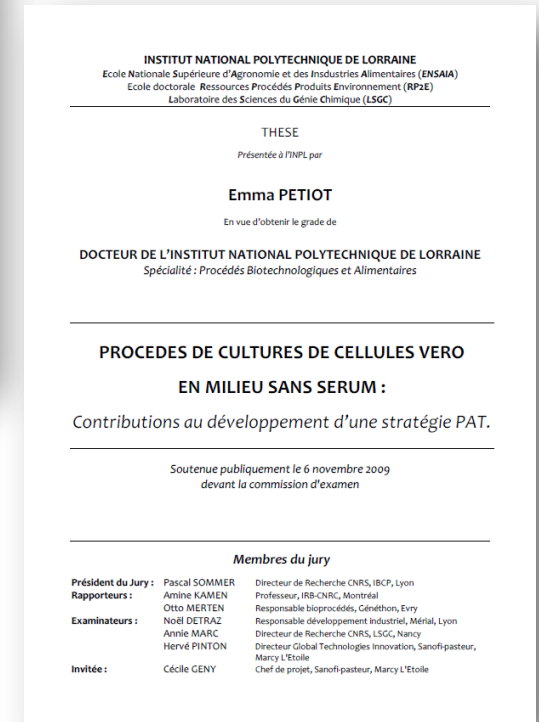 INSTITUT NATIONAL POLYTECHNIQUE DE LORRAINE
Ecole Nationale Supérieure d'Agronomie et des Insdustries Alimentaires (ENSAIA)
Ecole doctorale Ressources Procédés Produits Environnement (RP2E)
Laboratoire des Sciences du Génie Chimique (LSGC)
THESE
Présentée à l'INPL par
Emma PETIOT
En vue d'obtenir le grade de
DOCTEUR DE L'INSTITUT NATIONAL POLYTECHNIQUE DE LORRAINE
Spécialité : Procédés Biotechnologiques et Alimentaires
PROCEDES DE CULTURES DE CELLULES VERO
EN MILIEU SANS SERUM :
Contributions au développement d'une stratégie PAT.
Soutenue publiquement le 6 novembre 2009
devant la commission d'examen
Membres du jury
Président du Jury : Pascal SOMMER Directeur de Recherche CNRS, IBCP, Lyon
Rapporteurs : Amine KAMEN Professeur, IRB-CNRC, Montréal
Otto MERTEN Responsable bioprocédés, Généthon, Evry
Examinateurs : Noël DETRAZ Responsable développement industriel, Mérial, Lyon
Annie MARC Directeur de Recherche CNRS, LSGC, Nancy
Hervé PINTON Directeur Global Technologies Innovation, Sanofi-pasteur,
Marcy L'Etoile
Invitée : Cécile GENY Chef de projet, Sanofi-pasteur, Marcy L'Etoile